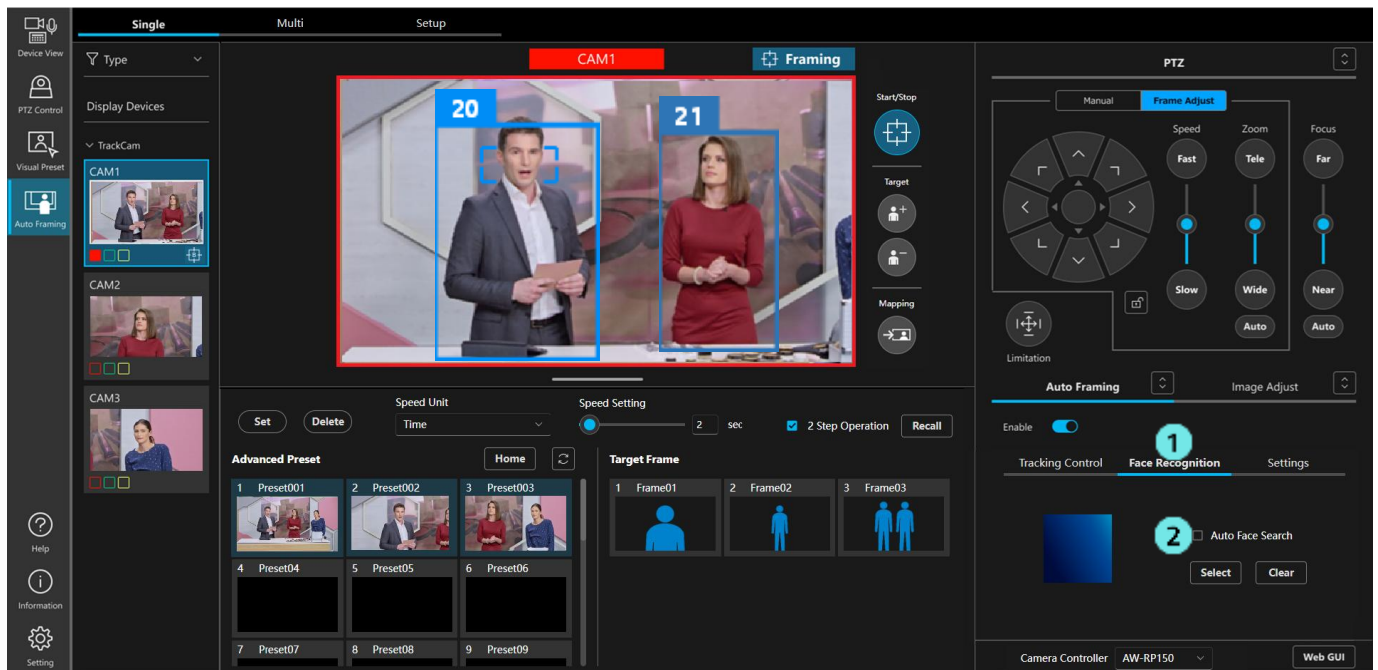 Single
Multi
Setup
Device View
PTZ Control
Visual Preset
Auto Framing
Help
Information
Setting
Type
Display Devices
TrackCam
CAM1
CAM2
CAM3
CAM1
Framing
20
21
Start/Stop
Target
Mapping
Set
Delete
Speed Unit
Time
Speed Setting
2 sec
2 Step Operation
Recall
Advanced Preset
Home
1 Preset001
2 Preset002
3 Preset003
4 Preset04
5 Preset05
6 Preset06
7 Preset07
8 Preset08
9 Preset09
Target Frame
1 Frame01
2 Frame02
3 Frame03
PTZ
Manual
Frame Adjust
Speed
Zoom
Focus
Fast
Tele
Far
Slow
Wide
Near
Auto
Auto
Limitation
Auto Framing
Image Adjust
Enable
1
Tracking Control
Face Recognition
Settings
2
Auto Face Search
Select
Clear
Camera Controller
AW-RP150
Web GUI